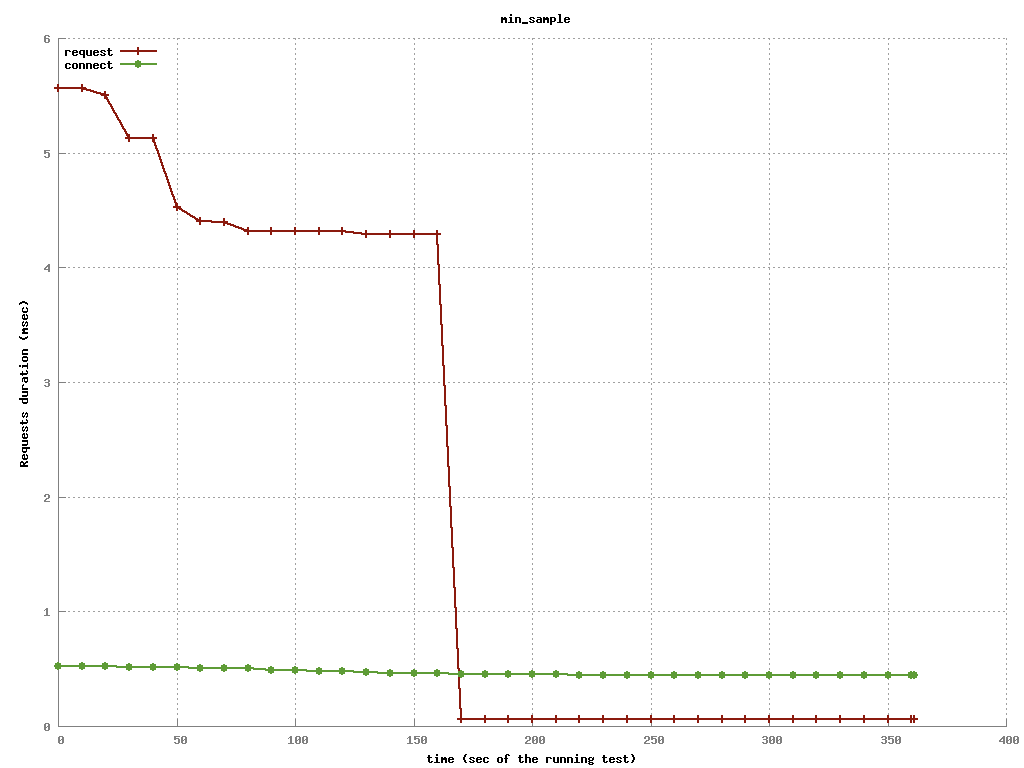 min_sample
6
request
connect
5
4
3
2
1
0
Requests duration (msec)
0 50 100 150 200 250 300 350 400
time (sec of the running test)